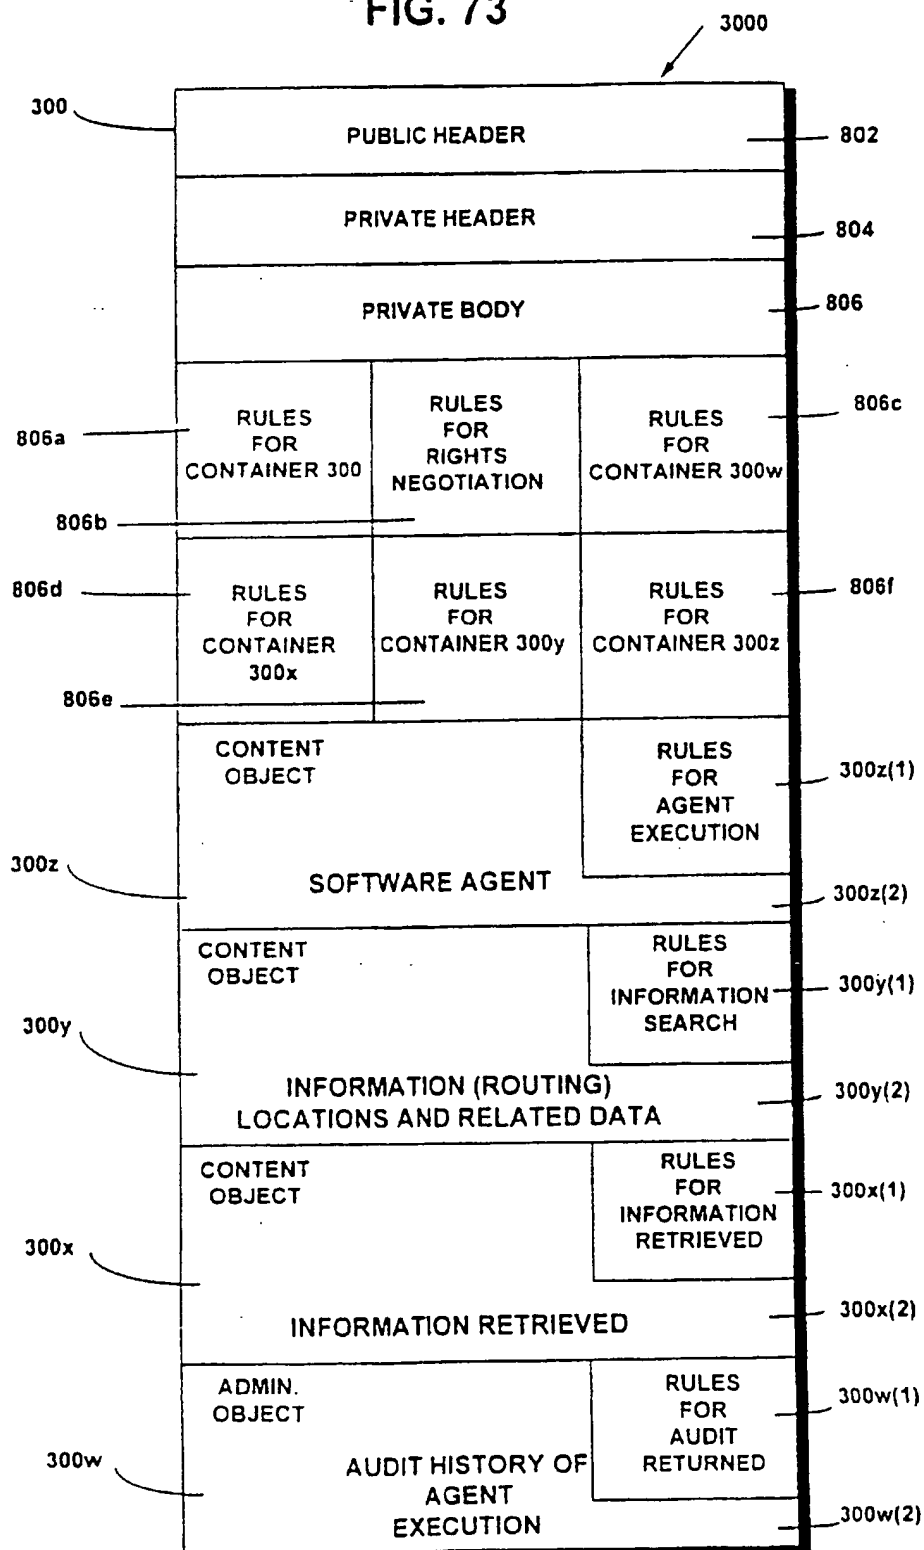 FIG. 73
3000
300
PUBLIC HEADER
802
PRIVATE HEADER
804
PRIVATE BODY
806
806a
RULES
FOR
CONTAINER 300
806b
RULES
FOR
RIGHTS
NEGOTIATION
RULES
FOR
CONTAINER 300w
806c
806d
RULES
FOR
CONTAINER
300x
806e
RULES
FOR
CONTAINER 300y
RULES
FOR
CONTAINER 300z
806f
CONTENT
OBJECT
RULES
FOR
AGENT
EXECUTION
300z(1)
300z
SOFTWARE AGENT
300z(2)
CONTENT
OBJECT
RULES
FOR
INFORMATION
SEARCH
300y(1)
300y
INFORMATION (ROUTING)
LOCATIONS AND RELATED DATA
300y(2)
CONTENT
OBJECT
RULES
FOR
INFORMATION
RETRIEVED
300x(1)
300x
INFORMATION RETRIEVED
300x(2)
ADMIN.
OBJECT
RULES
FOR
AUDIT
RETURNED
300w(1)
300w
AUDIT HISTORY OF
AGENT
EXECUTION
300w(2)